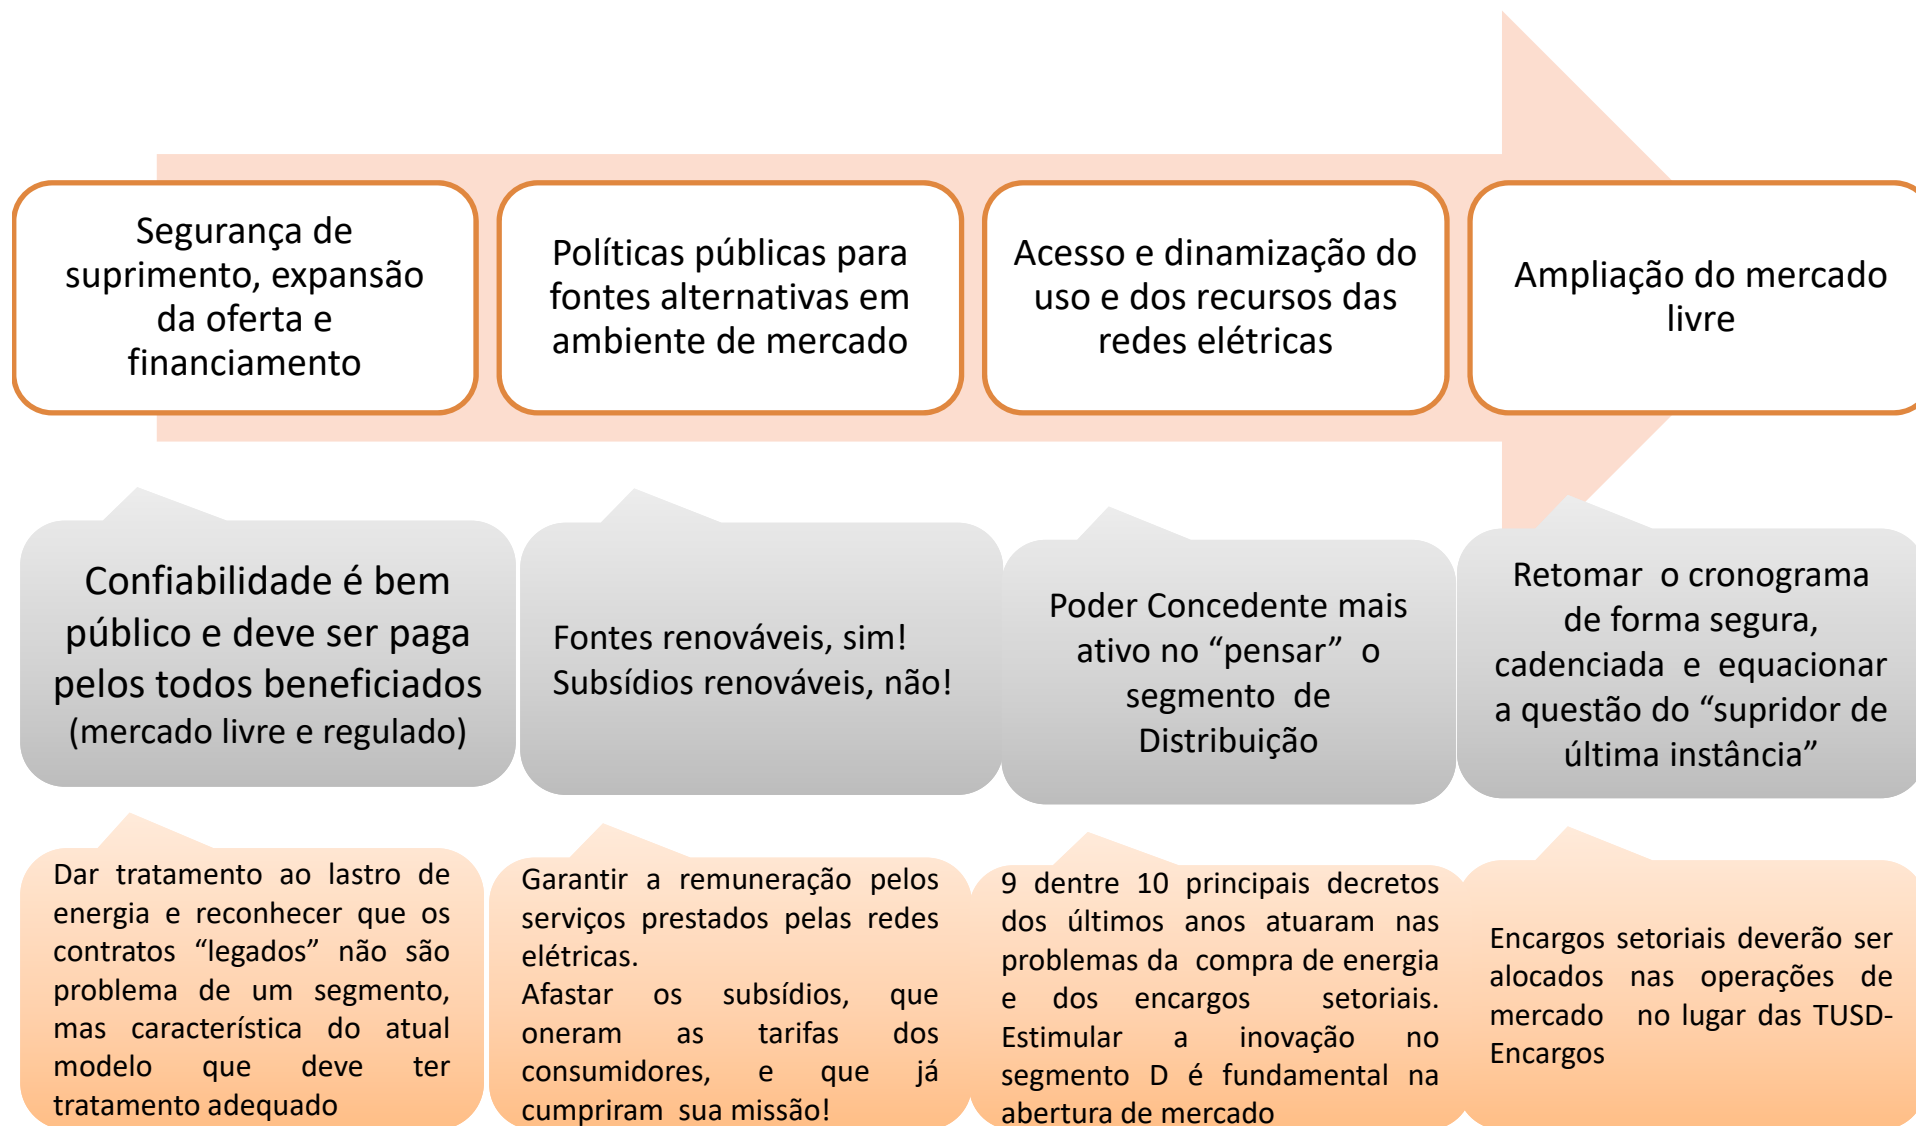 Segurança de
suprimento, expansão
da oferta e
financiamento
Políticas públicas para
fontes alternativas em
ambiente de mercado
Acesso e dinamização do
uso e dos recursos das
redes elétricas
Ampliação do mercado
livre
Confiabilidade é bem
público e deve ser paga
pelos todos beneficiados
(mercado livre e regulado)
Fontes renováveis, sim!
Subsídios renováveis, não!
Poder Concedente mais
ativo no “pensar” o
segmento de
Distribuição
Retomar o cronograma
de forma segura,
cadenciada e equacionar
a questão do “supridor de
última instância”
Dar tratamento ao lastro de
energia e reconhecer que os
contratos “legados” não são
problema de um segmento,
mas característica do atual
modelo que deve ter
tratamento adequado
Garantir a remuneração pelos
serviços prestados pelas redes
elétricas.
Afastar os subsídios, que
oneram as tarifas dos
consumidores, e que já
cumpriram sua missão!
9 dentre 10 principais decretos
dos últimos anos atuaram nas
problemas da compra de energia
e dos encargos setoriais.
Estimular a inovação no
segmento D é fundamental na
abertura de mercado
Encargos setoriais deverão ser
alocados nas operações de
mercado no lugar das TUSD-
Encargos